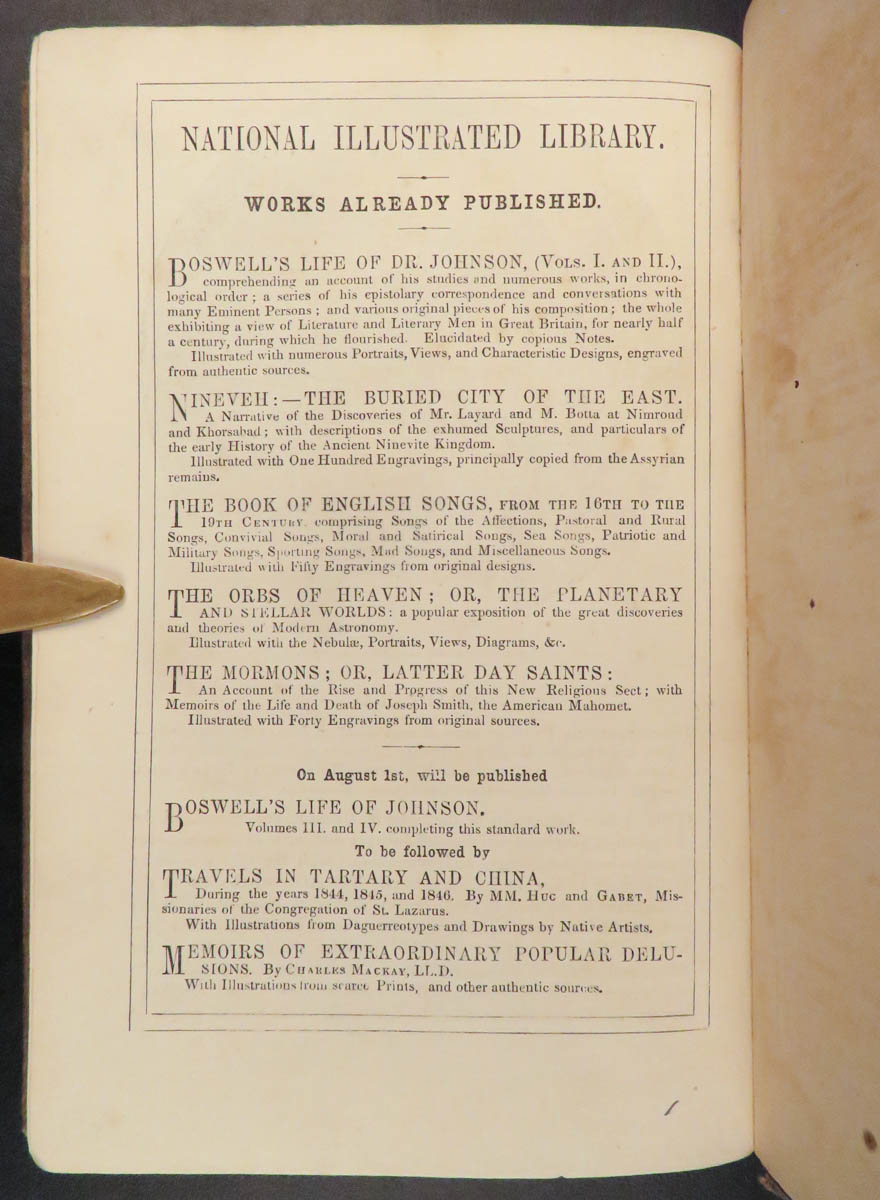 NATIONAL ILLUSTRATED LIBRARY.
WORKS ALREADY PUBLISHED.
BOSWELL'S LIFE OF DR. JOHNSON, (VOLS. I. AND II.),
comprehending an account of his studies and numerous works, in chrono-
logical order ; a series of his epistolary correspondence and conversations with
many Eminent Persons ; and various original pieces of his composition ; the whole
exhibiting a view of Literature and Literary Men in Great Britain, for nearly half
a century, during which he flourished. Elucidated by copious Notes.
Illustrated with numerous Portraits, Views, and Characteristic Designs, engraved
from authentic sources.
NINEVEH: — THE BURIED CITY OF THE EAST.
A Narrative of the Discoveries of Mr. Layard and M. Botta at Nimroud
and Khorsabad ; with descriptions of the exhumed Sculptures, and particulars of
the early History of the Ancient Ninevite Kingdom.
Illustrated with One Hundred Engravings, principally copied from the Assyrian
remains.
THE BOOK OF ENGLISH SONGS, FROM THE 16TH TO THE
19TH CENTURY, comprising Songs of the Affections, Pastoral and Rural
Songs, Convivial Songs, Moral and Satirical Songs, Sea Songs, Patriotic and
Military Songs, Sporting Songs, Mad Songs, and Miscellaneous Songs.
Illustrated with Fifty Engravings from original designs.
THE ORBS OF HEAVEN ; OR, THE PLANETARY
AND STELLAR WORLDS : a popular exposition of the great discoveries
and theories of Modern Astronomy.
Illustrated with the Nebulæ, Portraits, Views, Diagrams, &c.
THE MORMONS ; OR, LATTER DAY SAINTS :
An Account of the Rise and Progress of this New Religious Sect ; with
Memoirs of the Life and Death of Joseph Smith, the American Mahomet.
Illustrated with Forty Engravings from original sources.
On August 1st, will be published
BOSWELL'S LIFE OF JOHNSON.
Volumes III. and IV. completing this standard work.
To be followed by
TRAVELS IN TARTARY AND CHINA,
During the years 1844, 1845, and 1846. By MM. HUC and GABET, Mis-
sionaries of the Congregation of St. Lazarus.
With Illustrations from Daguerreotypes and Drawings by Native Artists.
MEMOIRS OF EXTRAORDINARY POPULAR DELU-
SIONS. By CHARLES MACKAY, LL.D.
With Illustrations from scarce Prints, and other authentic sources.